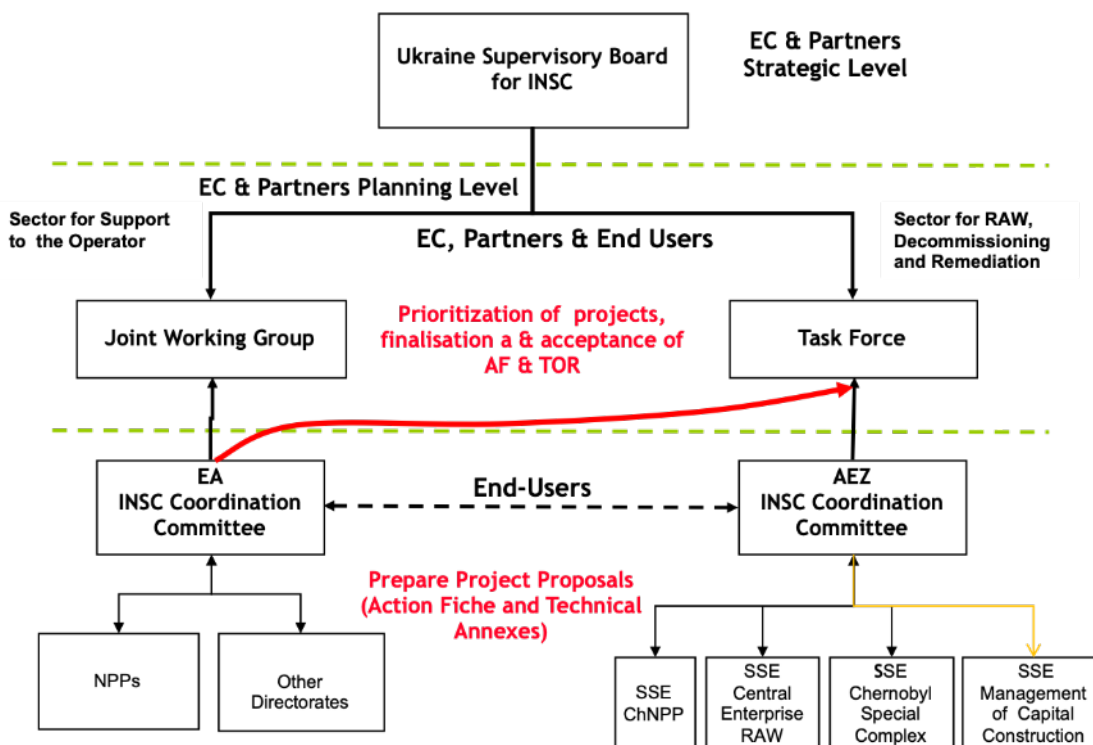 Ukraine Supervisory Board
for INSC
EC & Partners
Strategic Level
EC & Partners Planning Level
Sector for Support
to the Operator
EC, Partners & End Users
Sector for RAW,
Decommissioning
and Remediation
Joint Working Group
Prioritization of projects,
finalisation a & acceptance of
AF & TOR
Task Force
EA
INSC Coordination
Committee
End-Users
AEZ
INSC Coordination
Committee
Prepare Project Proposals
(Action Fiche and Technical
Annexes)
NPPs
Other
Directorates
SSE
ChNPP
SSE
Central
Enterprise
RAW
SSE
Chernobyl
Special
Complex
SSE
Management
of Capital
Construction